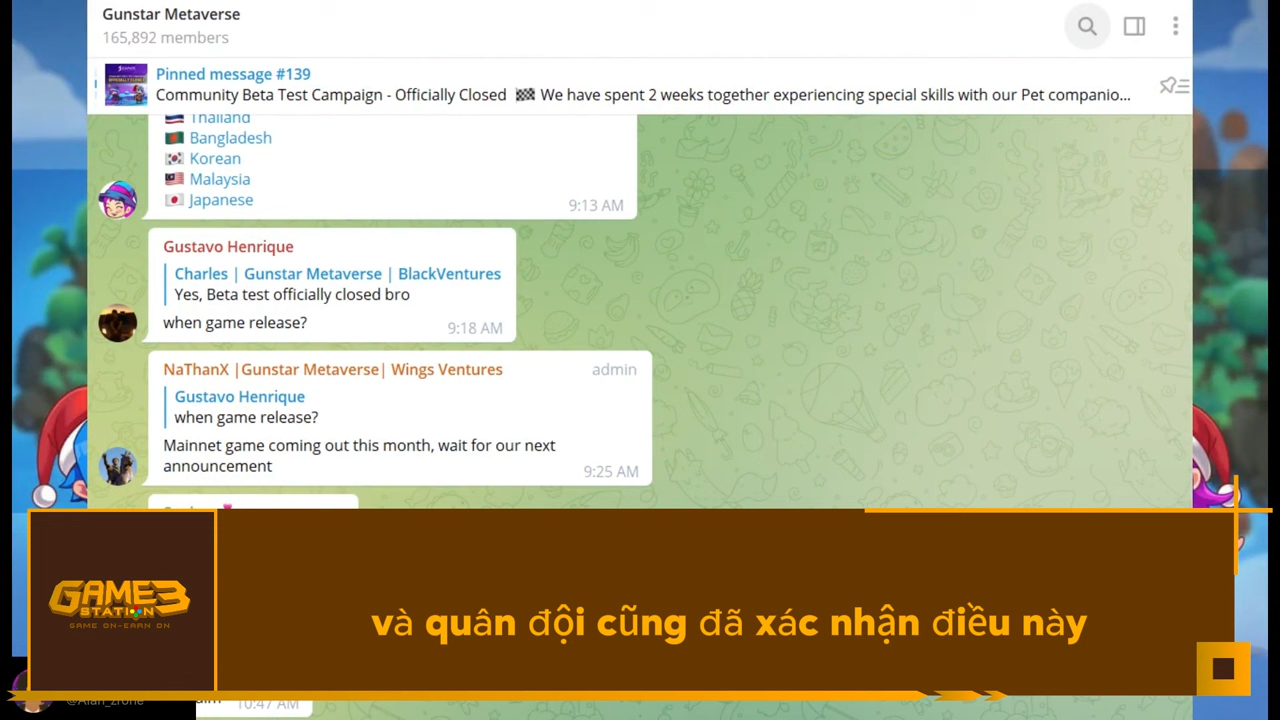 Gunstar Metaverse
165,892 members
Pinned message #139
Community Beta Test Campaign - Officially Closed 🏁 We have spent 2 weeks together experiencing special skills with our Pet companio...
🇹🇭 Thailand
🇧🇩 Bangladesh
🇰🇷 Korean
🇲🇾 Malaysia
🇯🇵 Japanese
9:13 AM
Gustavo Henrique
Charles | Gunstar Metaverse | BlackVentures
Yes, Beta test officially closed bro
when game release?
9:18 AM
NaThanX |Gunstar Metaverse| Wings Ventures
admin
Gustavo Henrique
when game release?
Mainnet game coming out this month, wait for our next
announcement
9:25 AM
GAME3
STATION
GAME ON-EARN ON
và quân đội cũng đã xác nhận điều này
10:47 AM